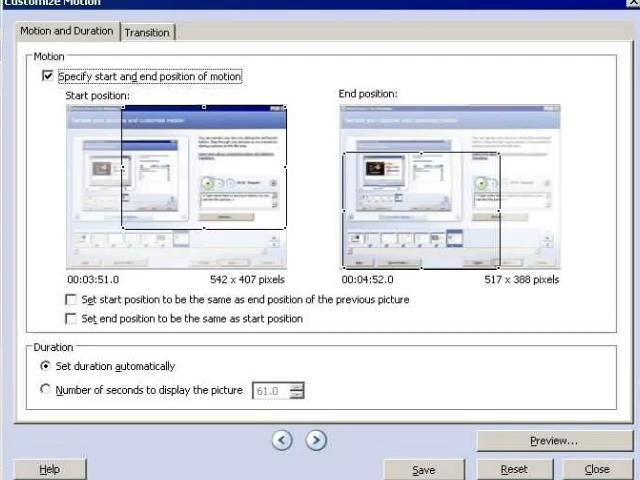 Customize Motion
Motion and Duration
Transition
Motion
Specify start and end position of motion
Start position:
End position:
00:03:51.0
542 x 407 pixels
00:04:52.0
517 x 388 pixels
Set start position to be the same as end position of the previous picture
Set end position to be the same as start position
Duration
Set duration automatically
Number of seconds to display the picture
61.0
Preview...
Help
Save
Reset
Close